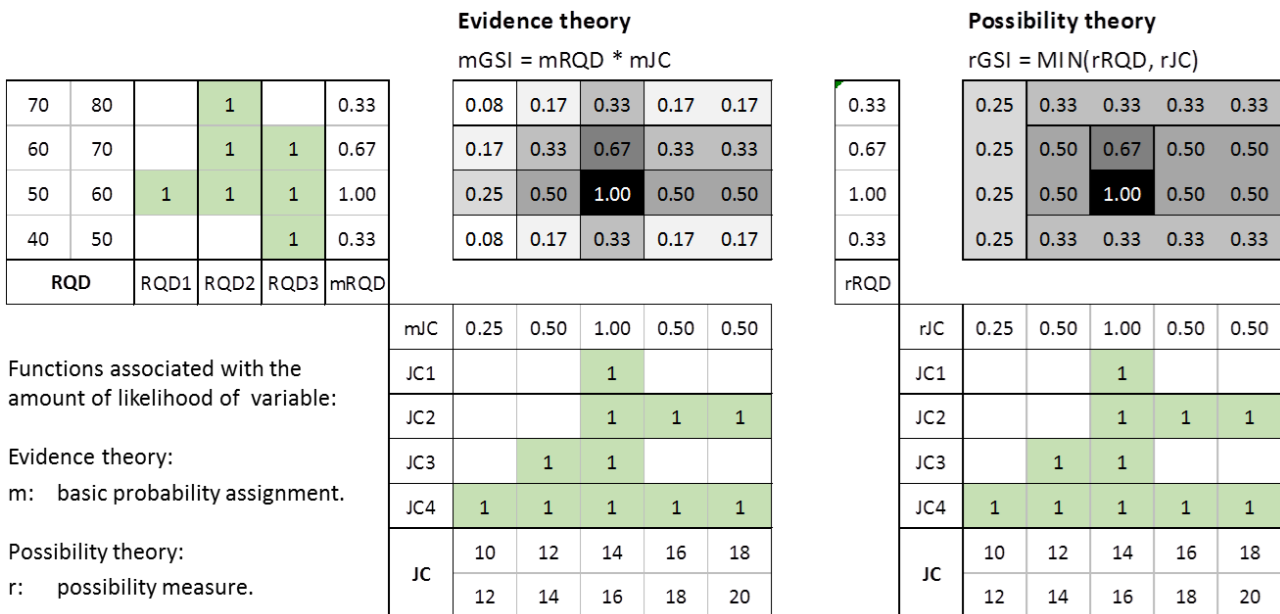 Evidence theory Possibility theory
mGSI = mRQD * mJC rGSI = MIN(rRQD, rJC)
70 80 1 0.33 0.08 0.17 0.33 0.17 0.17 0.33 0.25 0.33 0.33 0.33 0.33
60 70 1 1 0.67 0.17 0.33 0.67 0.33 0.33 0.67 0.25 0.50 0.67 0.50 0.50
50 60 1 1 1 1.00 0.25 0.50 1.00 0.50 0.50 1.00 0.25 0.50 1.00 0.50 0.50
40 50 1 0.33 0.08 0.17 0.33 0.17 0.17 0.33 0.25 0.33 0.33 0.33 0.33
RQD RQD1 RQD2 RQD3 mRQD rRQD
mJC 0.25 0.50 1.00 0.50 0.50 rJC 0.25 0.50 1.00 0.50 0.50
JC1 1 JC1 1
JC2 1 1 1 JC2 1 1 1
JC3 1 1 JC3 1 1
JC4 1 1 1 1 1 JC4 1 1 1 1 1
JC 10 12 14 16 18 JC 10 12 14 16 18
12 14 16 18 20 12 14 16 18 20
Functions associated with the
amount of likelihood of variable:
Evidence theory:
m: basic probability assignment.
Possibility theory:
r: possibility measure.